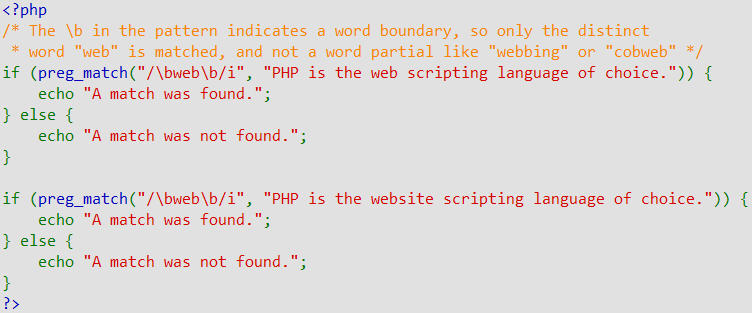 <?php
/* The \b in the pattern indicates a word boundary, so only the distinct
 * word "web" is matched, and not a word partial like "webbing" or "cobweb" */
if (preg_match("/\bweb\b/i", "PHP is the web scripting language of choice.")) {
    echo "A match was found.";
} else {
    echo "A match was not found.";
}

if (preg_match("/\bweb\b/i", "PHP is the website scripting language of choice.")) {
    echo "A match was found.";
} else {
    echo "A match was not found.";
}
?>